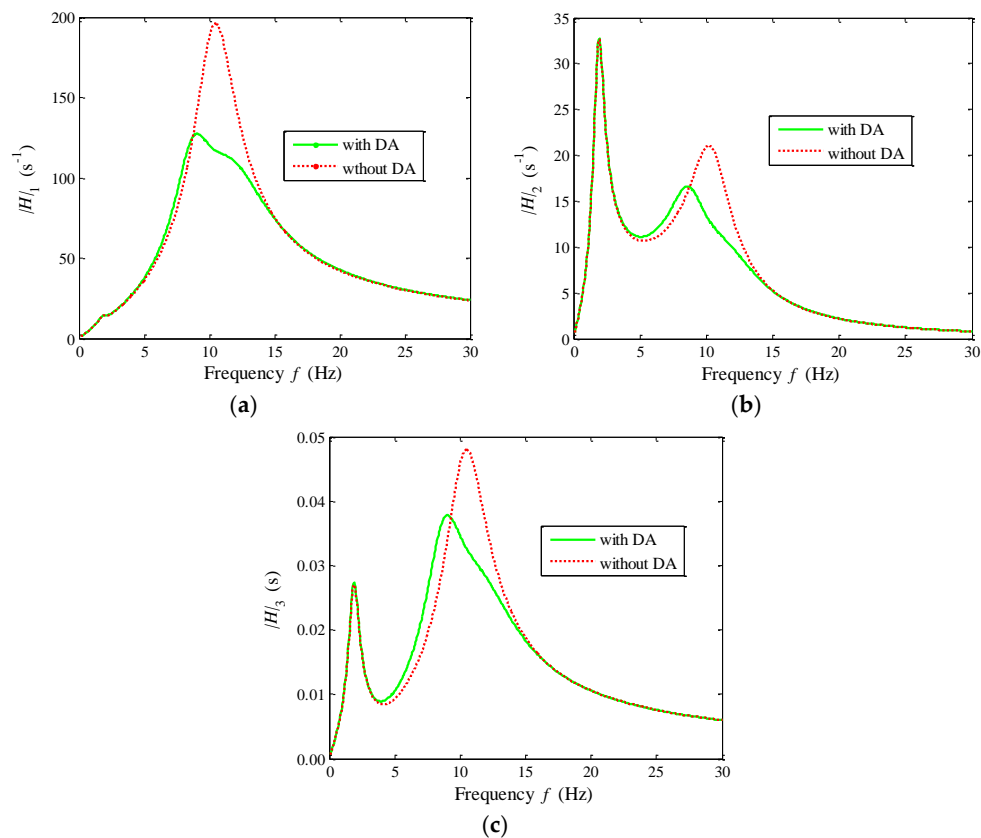 200
150
100
50
0
|H|1 (s-1)
with DA
wthout DA
0 5 10 15 20 25 30
Frequency f (Hz)
(a)
35
30
25
20
15
10
5
0
|H|2 (s-1)
with DA
without DA
0 5 10 15 20 25 30
Frequency f (Hz)
(b)
0.05
0.04
0.03
0.02
0.01
0.00
|H|3 (s)
with DA
without DA
0 5 10 15 20 25 30
Frequency f (Hz)
(c)